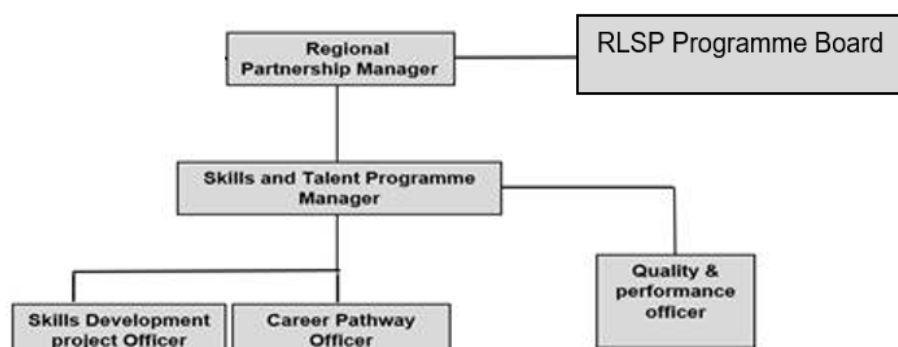 RLSP Programme Board
Regional
Partnership Manager
Skills and Talent Programme
Manager
Quality &
performance
officer
Skills Development
project Officer
Career Pathway
Officer